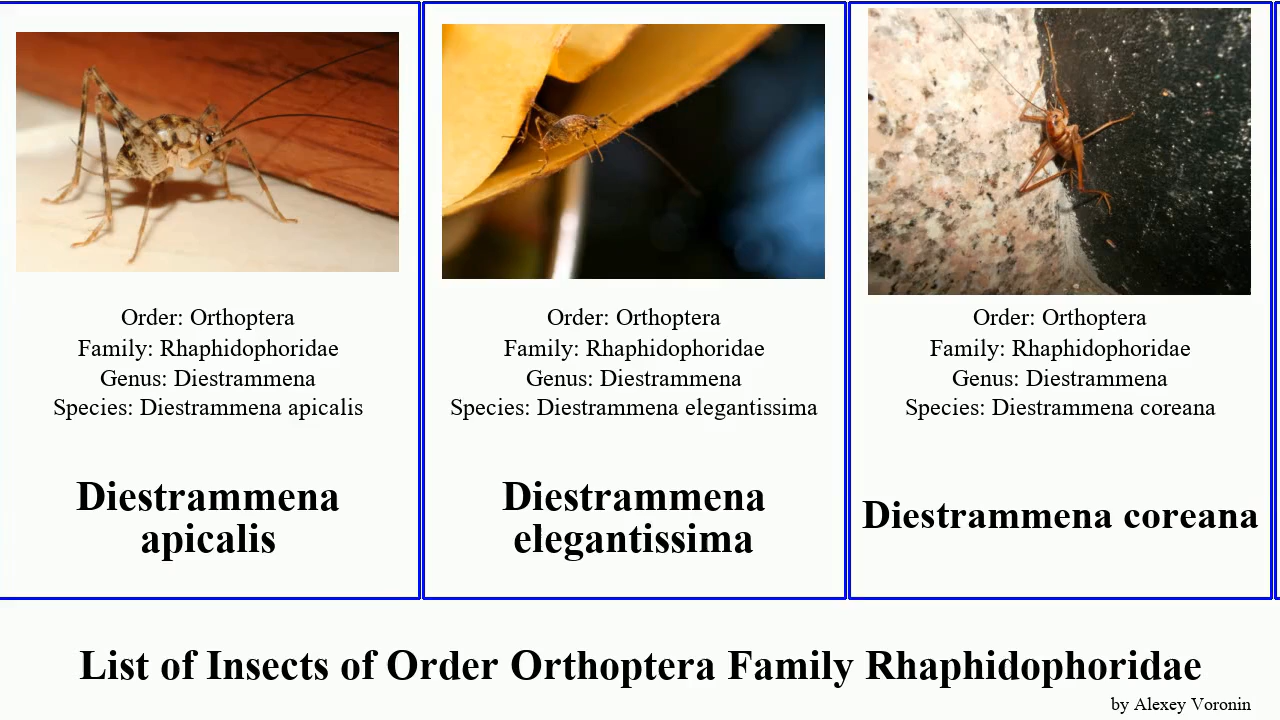 Order: Orthoptera
Family: Rhaphidophoridae
Genus: Diestrammena
Species: Diestrammena apicalis
Diestrammena
apicalis
Order: Orthoptera
Family: Rhaphidophoridae
Genus: Diestrammena
Species: Diestrammena elegantissima
Diestrammena
elegantissima
Order: Orthoptera
Family: Rhaphidophoridae
Genus: Diestrammena
Species: Diestrammena coreana
Diestrammena coreana
List of Insects of Order Orthoptera Family Rhaphidophoridae
by Alexey Voronin